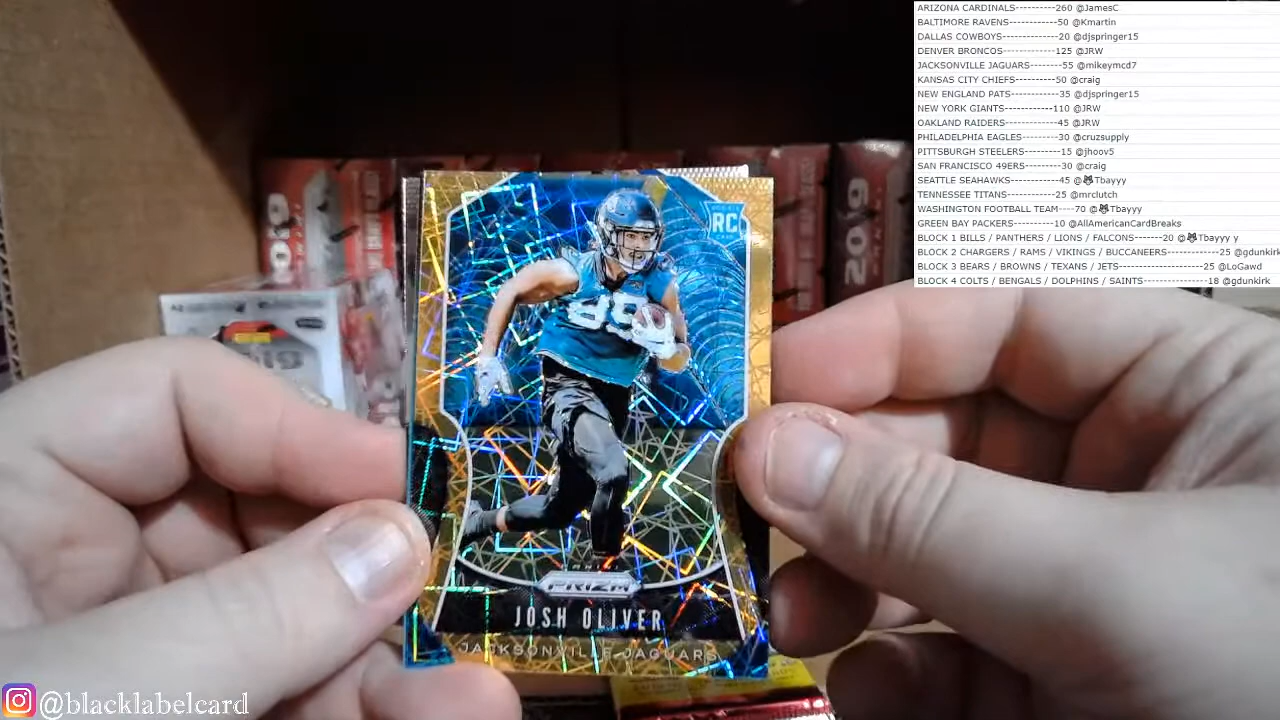 ARIZONA CARDINALS----------260 @JamesC
BALTIMORE RAVENS------------50 @Kmartin
DALLAS COWBOYS--------------20 @djspringer15
DENVER BRONCOS-------------125 @JRW
JACKSONVILLE JAGUARS--------55 @mikeymcd7
KANSAS CITY CHIEFS----------50 @craig
NEW ENGLAND PATS------------35 @djspringer15
NEW YORK GIANTS------------110 @JRW
OAKLAND RAIDERS-------------45 @JRW
PHILADELPHIA EAGLES---------30 @cruzsupply
PITTSBURGH STEELERS---------15 @jhoov5
SAN FRANCISCO 49ERS---------30 @craig
SEATTLE SEAHAWKS------------45 @😈Tbayyy
TENNESSEE TITANS------------25 @mrclutch
WASHINGTON FOOTBALL TEAM----70 @😈Tbayyy
GREEN BAY PACKERS-----------10 @AllAmericanCardBreaks
BLOCK 1 BILLS / PANTHERS / LIONS / FALCONS-------20 @😈Tbayyy y
BLOCK 2 CHARGERS / RAMS / VIKINGS / BUCCANEERS------------25 @gdunkirk
BLOCK 3 BEARS / BROWNS / TEXANS / JETS-----------------25 @LoGawd
BLOCK 4 COLTS / BENGALS / DOLPHINS / SAINTS--------------18 @gdunkirk
2019
2019
RC
89
PRIZM
JOSH OLIVER
JACKSONVILLE JAGUARS
@blacklabelcard